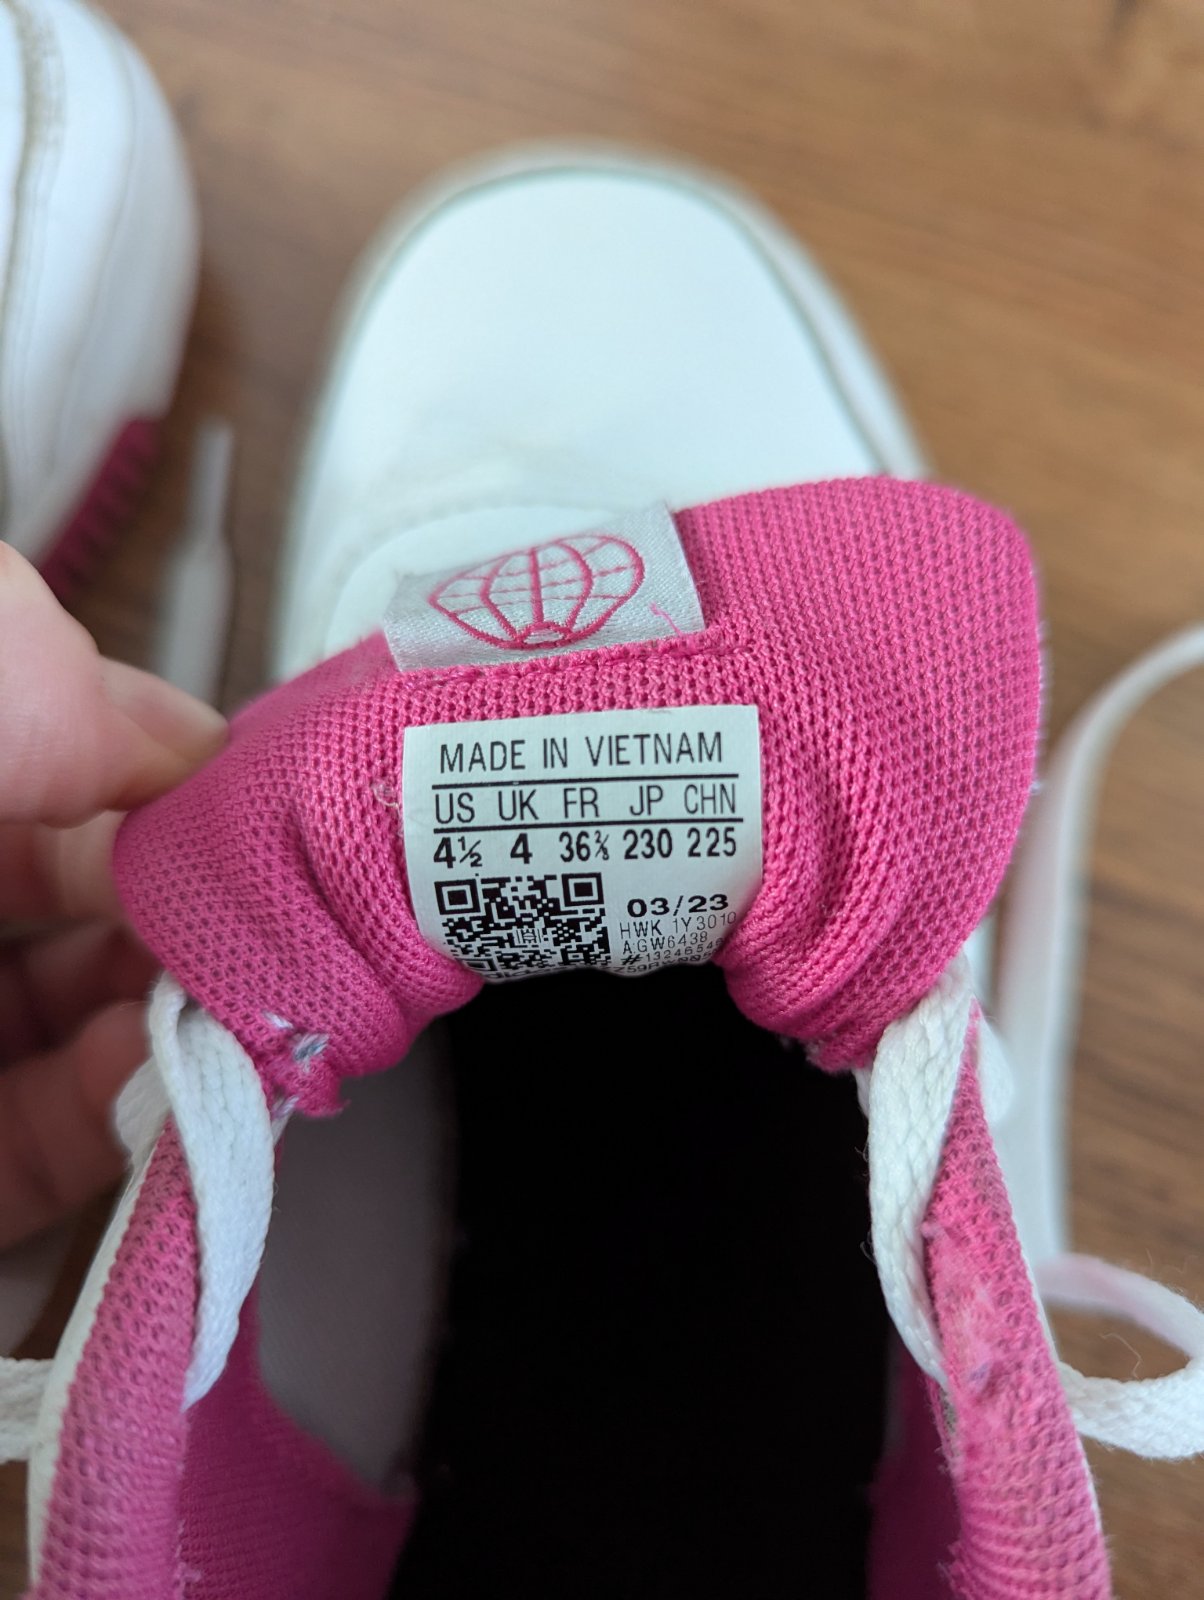 MADE IN VIETNAM
US UK FR JP CHN
4½ 4 36⅔ 230 225
03/23
HWK 1Y3010
AGW6438